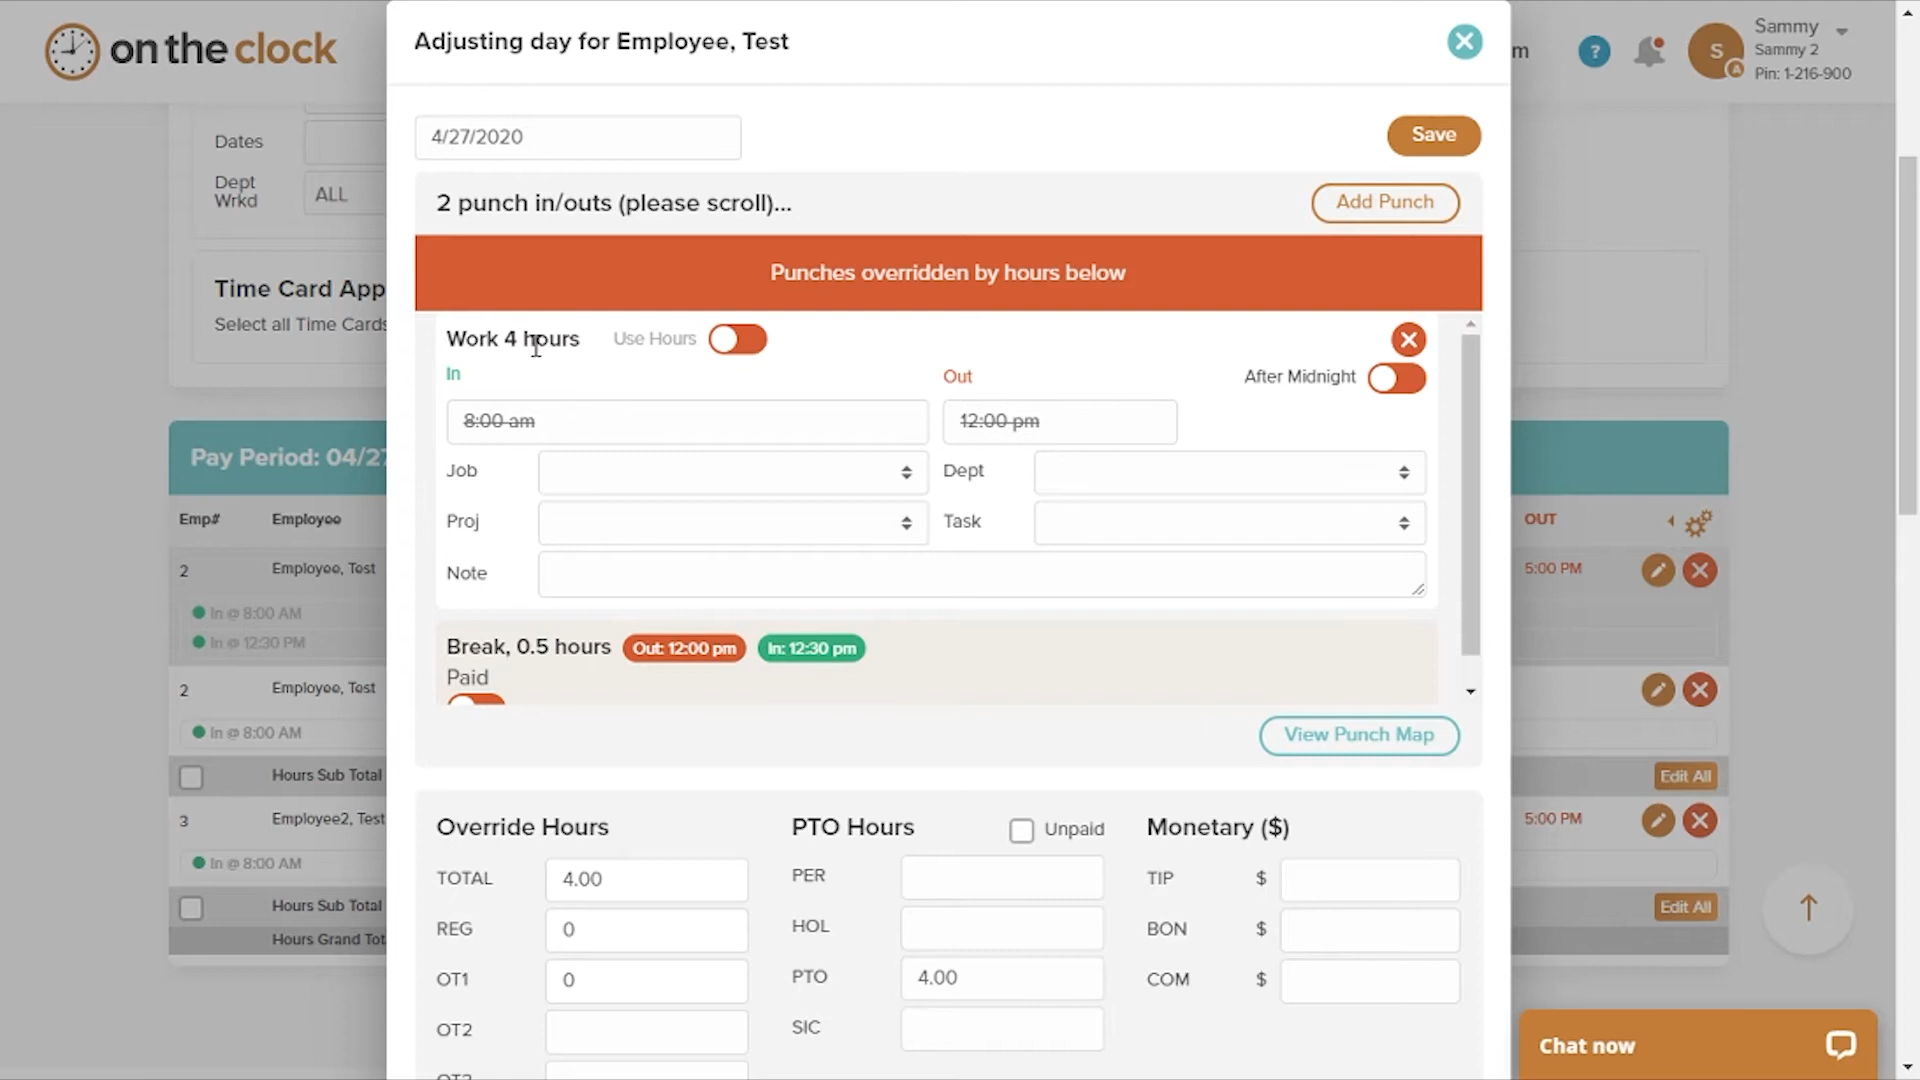 on the clock
Adjusting day for Employee, Test
m
?
S
A
Sammy
Sammy 2
Pin: 1-216-900
Dates
4/27/2020
Save
Dept
Wrkd
ALL
2 punch in/outs (please scroll)...
Add Punch
Punches overridden by hours below
Time Card App
Select all Time Cards
Work 4 hours
Use Hours
In
Out
After Midnight
8:00 am
12:00 pm
Job
Dept
Proj
Task
Note
Pay Period: 04/27
Emp#
Employee
OUT
2
Employee, Test
5:00 PM
In @ 8:00 AM
In @ 12:30 PM
Break, 0.5 hours
Out: 12:00 pm
In: 12:30 pm
Paid
2
Employee, Test
In @ 8:00 AM
View Punch Map
Hours Sub Total
Edit All
3
Employee2, Test
5:00 PM
In @ 8:00 AM
Hours Sub Total
Edit All
Hours Grand Tot
Override Hours
PTO Hours
Unpaid
Monetary ($)
TOTAL
4.00
PER
TIP
$
REG
0
HOL
BON
$
OT1
0
PTO
4.00
COM
$
OT2
SIC
OT3
Chat now